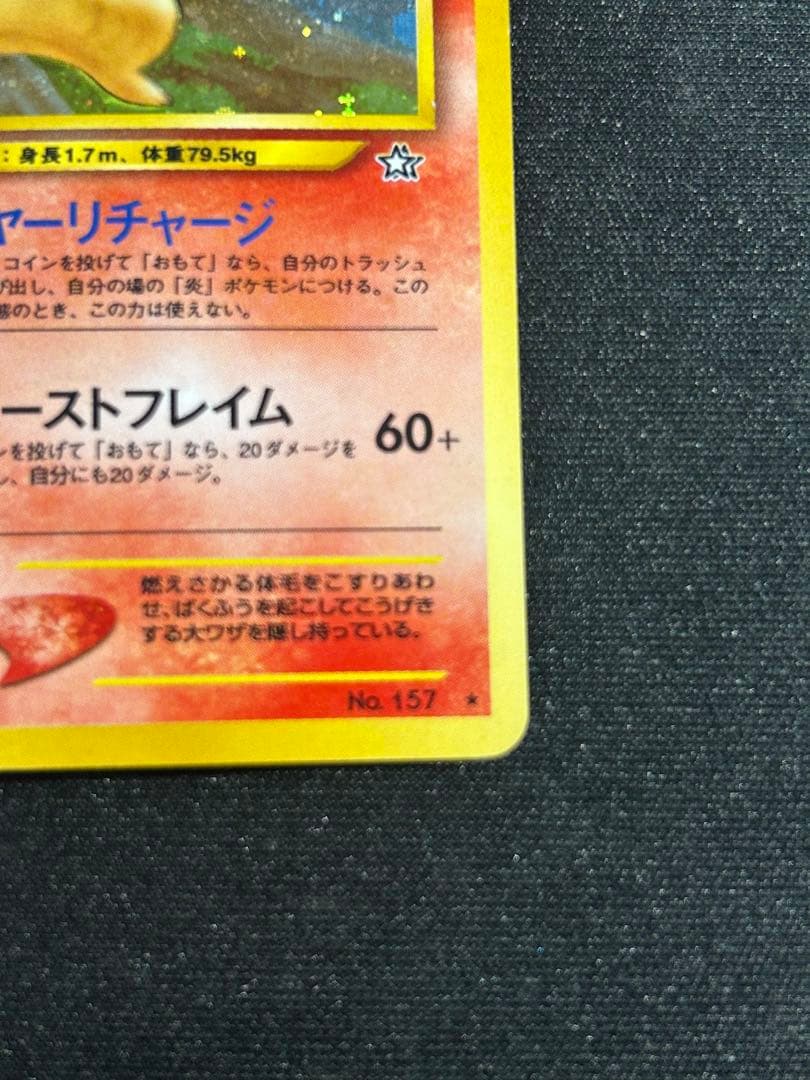 ：身長1.7m、体重79.5kg
ヤーリチャージ
コインを投げて「おもて」なら、自分のトラッシュ
び出し、自分の場の「炎」ポケモンにつける。この
態のとき、この力は使えない。
ーストフレイム
60+
ンを投げて「おもて」なら、20ダメージを
し、自分にも20ダメージ。
燃えさかる体毛をこすりあわ
せ、ばくふうを起こしてこうげき
する大ワザを隠し持っている。
No. 157 ★